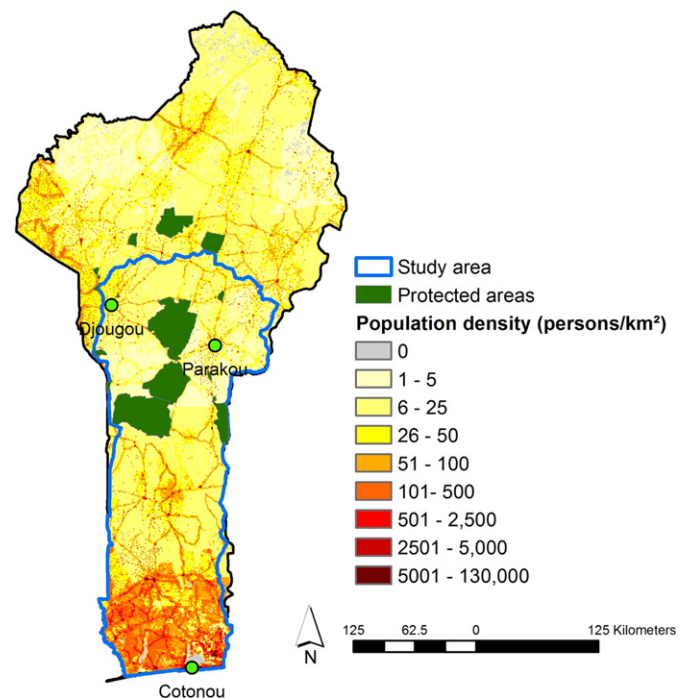 Study area
Protected areas
Population density (persons/km²)
0
1 - 5
6 - 25
26 - 50
51 - 100
101- 500
501 - 2,500
2501 - 5,000
5001 - 130,000
Djougou
Parakou
Cotonou
N
125 62.5 0 125 Kilometers